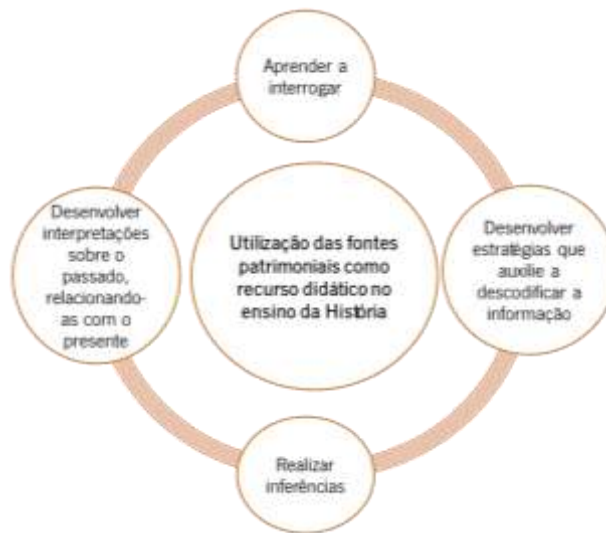 Aprender a
interrogar
Desenvolver
interpretações
sobre o
passado,
relacionando-
as com o
presente
Utilização das fontes
patrimoniais como
recurso didático no
ensino da História
Desenvolver
estratégias que
auxilie a
descodificar a
informação
Realizar
inferências